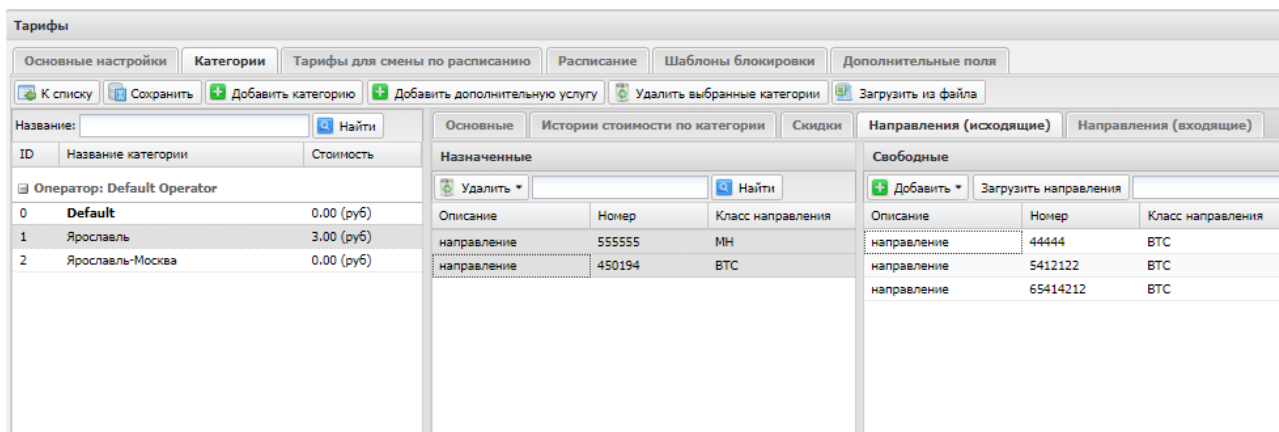 Тарифы
Основные настройки Категории Тарифы для смены по расписанию Расписание Шаблоны блокировки Дополнительные поля
К списку Сохранить Добавить категорию Добавить дополнительную услугу Удалить выбранные категории Загрузить из файла
Название: Найти Основные Истории стоимости по категории Скидки Направления (исходящие) Направления (входящие)
ID Название категории Стоимость Назначенные Свободные
Оператор: Default Operator Удалить Найти Добавить Загрузить направления
0 Default 0.00 (руб) Описание Номер Класс направления Описание Номер Класс направления
1 Ярославль 3.00 (руб) направление 555555 МН направление 44444 ВТС
2 Ярославль-Москва 0.00 (руб) направление 450194 ВТС направление 5412122 ВТС
направление 65414212 ВТС